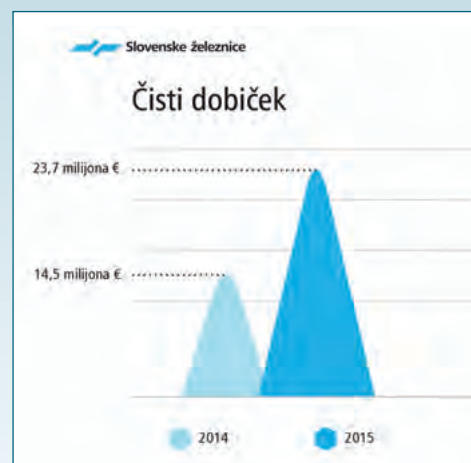 Slovenske železnice
Čisti dobiček
23,7 milijona €
14,5 milijona €
2014
2015